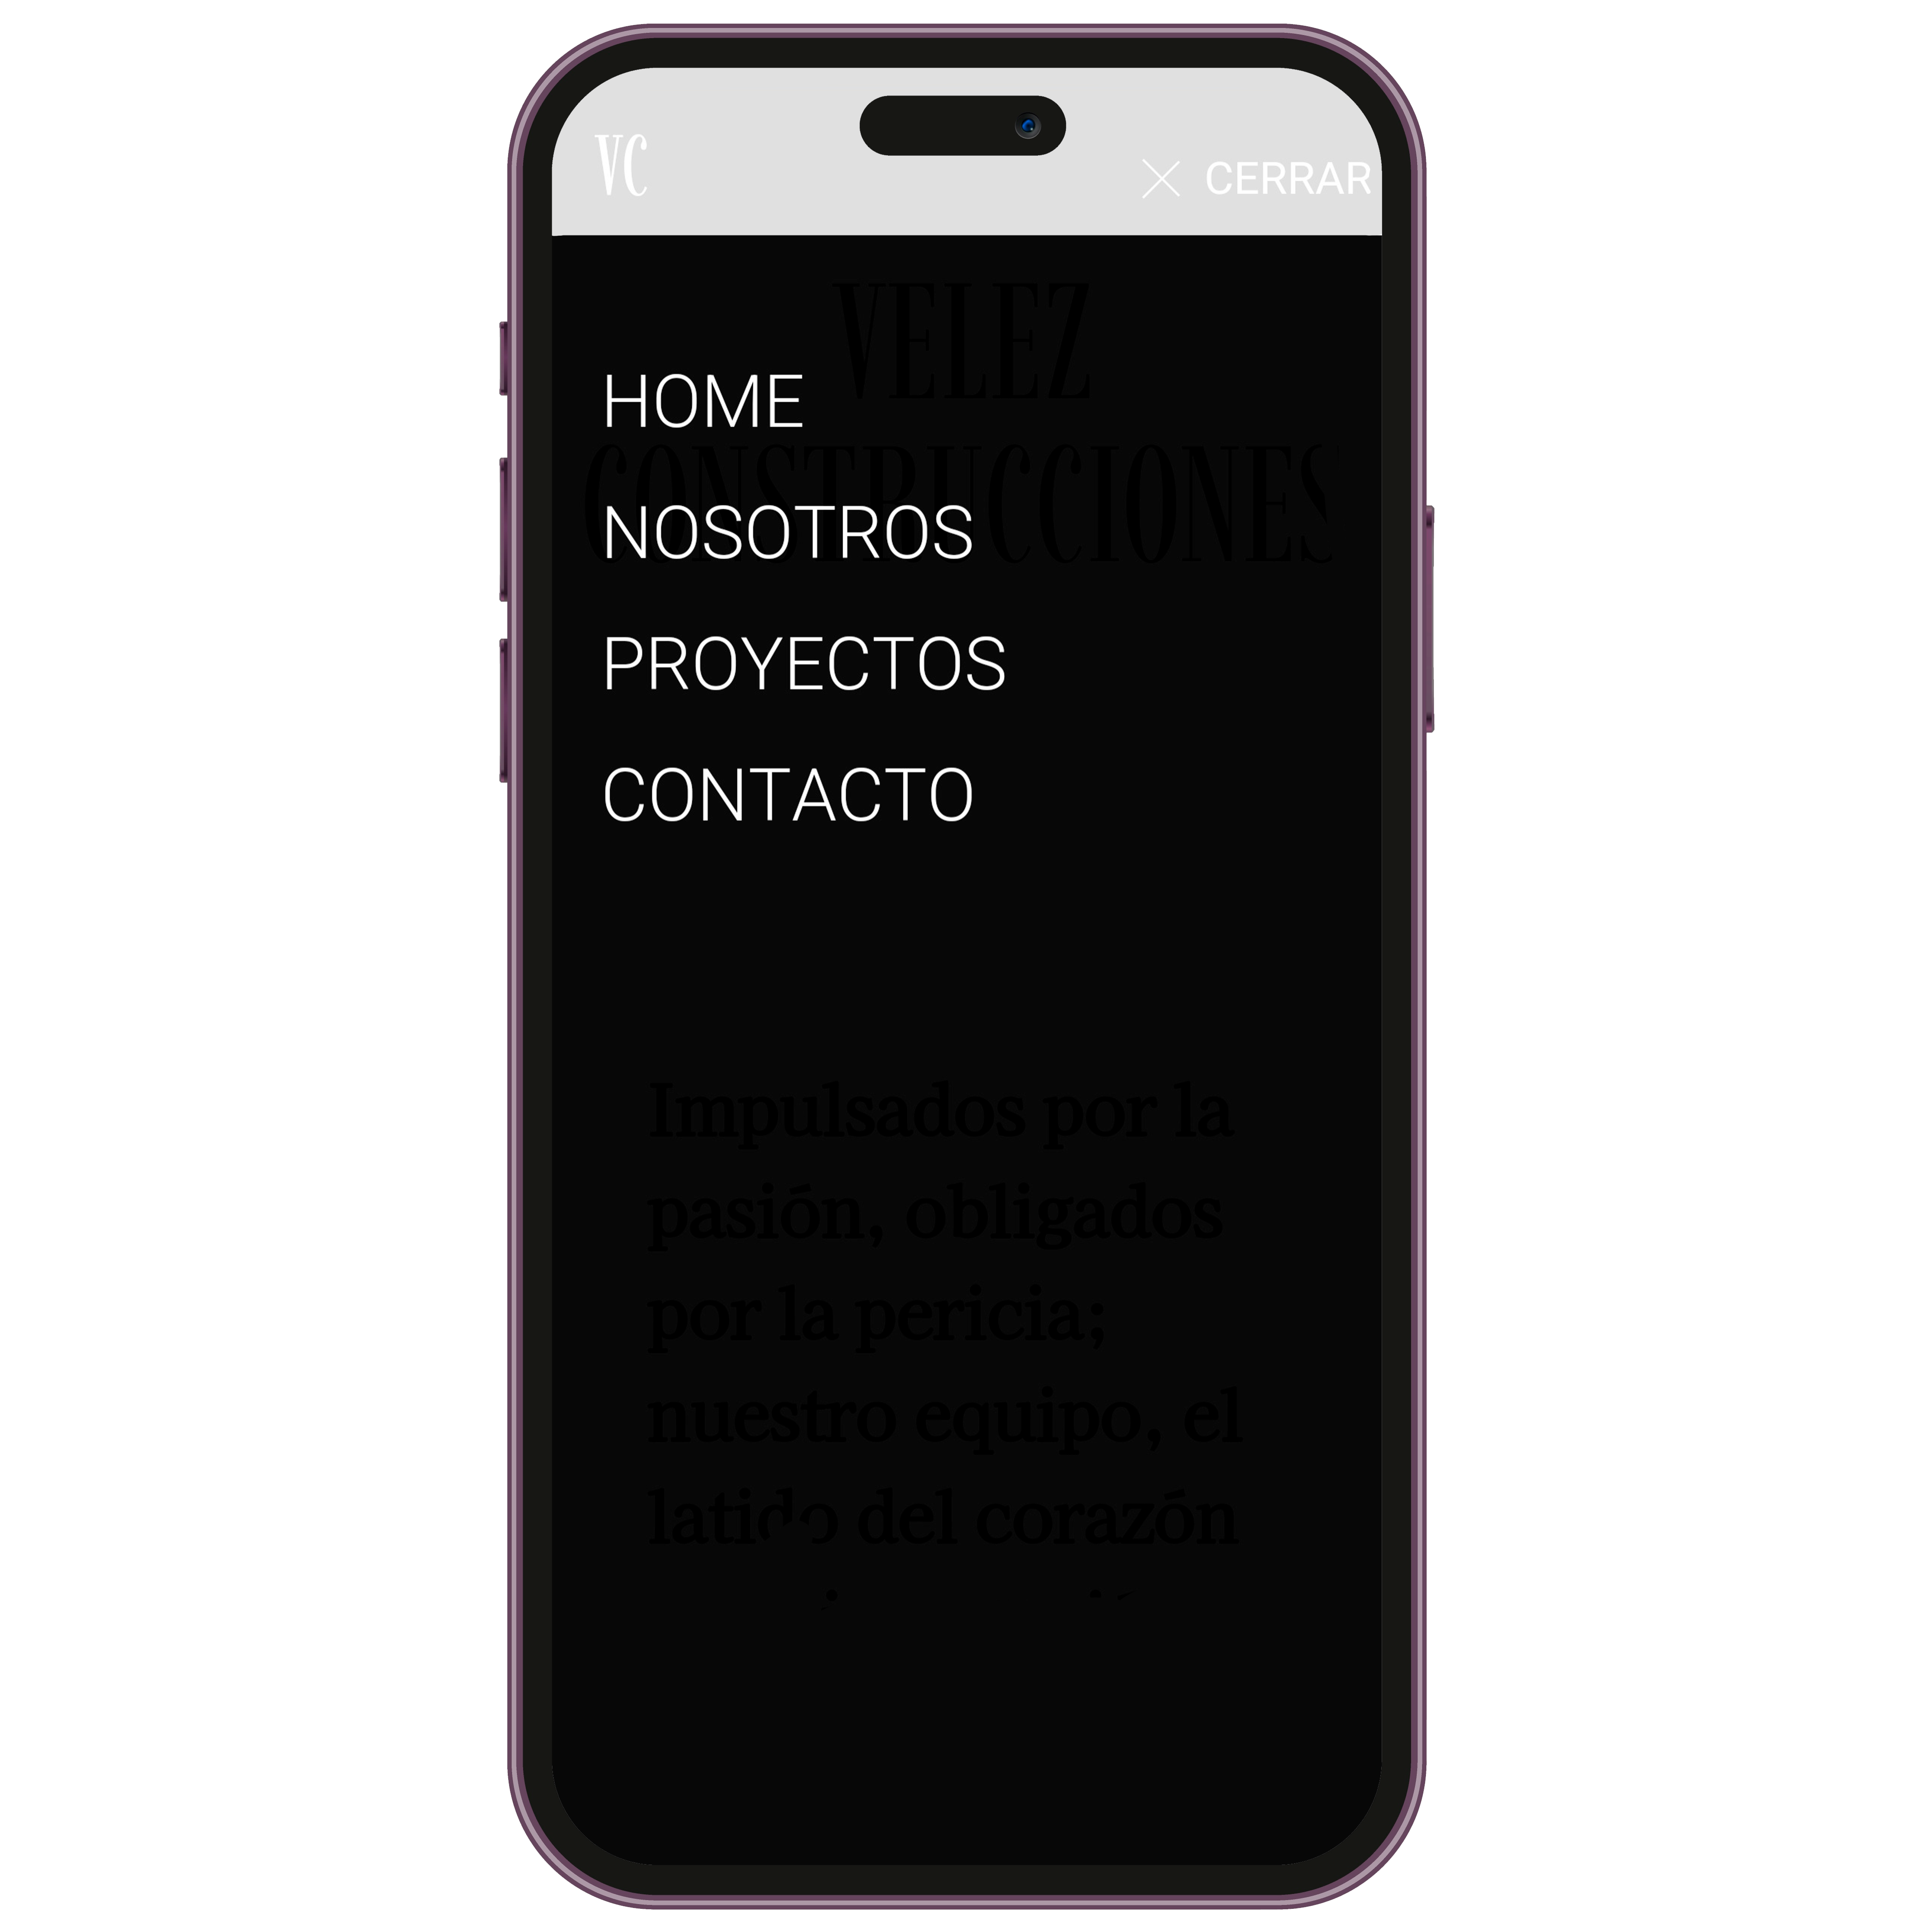 VC
CERRAR
VELEZ
HOME
CONSTRUCCIONES
NOSOTROS
PROYECTOS
CONTACTO
Impulsados por la
pasión, obligados
por la pericia;
nuestro equipo, el
latido del corazón